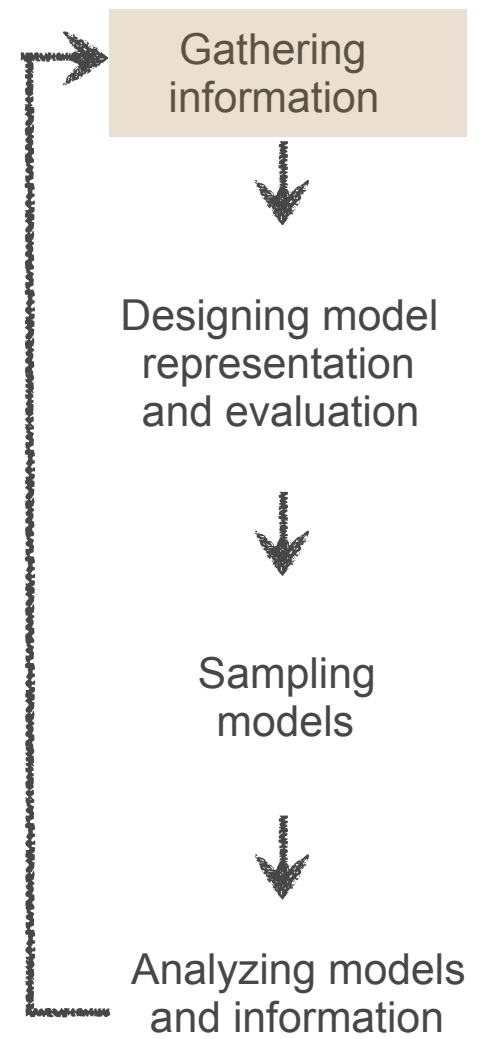 Gathering
information
Designing model
representation
and evaluation
Sampling
models
Analyzing models
and information